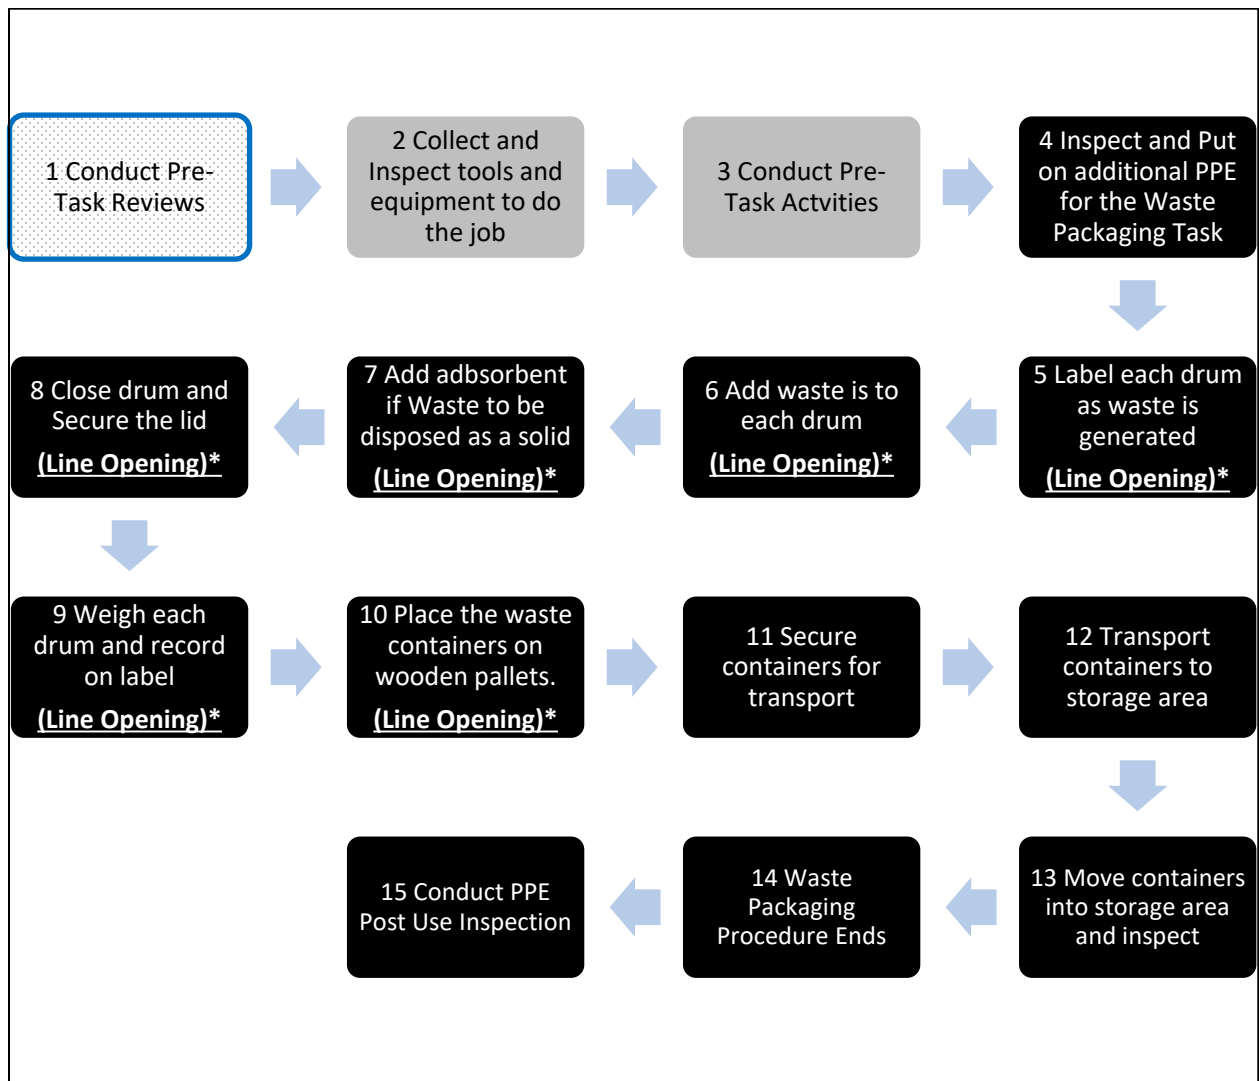 1 Conduct Pre-
Task Reviews
2 Collect and
Inspect tools and
equipment to do
the job
3 Conduct Pre-
Task Actvities
4 Inspect and Put
on additional PPE
for the Waste
Packaging Task
5 Label each drum
as waste is
generated
(Line Opening)*
6 Add waste is to
each drum
(Line Opening)*
7 Add adbsorbent
if Waste to be
disposed as a solid
(Line Opening)*
8 Close drum and
Secure the lid
(Line Opening)*
9 Weigh each
drum and record
on label
(Line Opening)*
10 Place the waste
containers on
wooden pallets.
(Line Opening)*
11 Secure
containers for
transport
12 Transport
containers to
storage area
13 Move containers
into storage area
and inspect
14 Waste
Packaging
Procedure Ends
15 Conduct PPE
Post Use Inspection